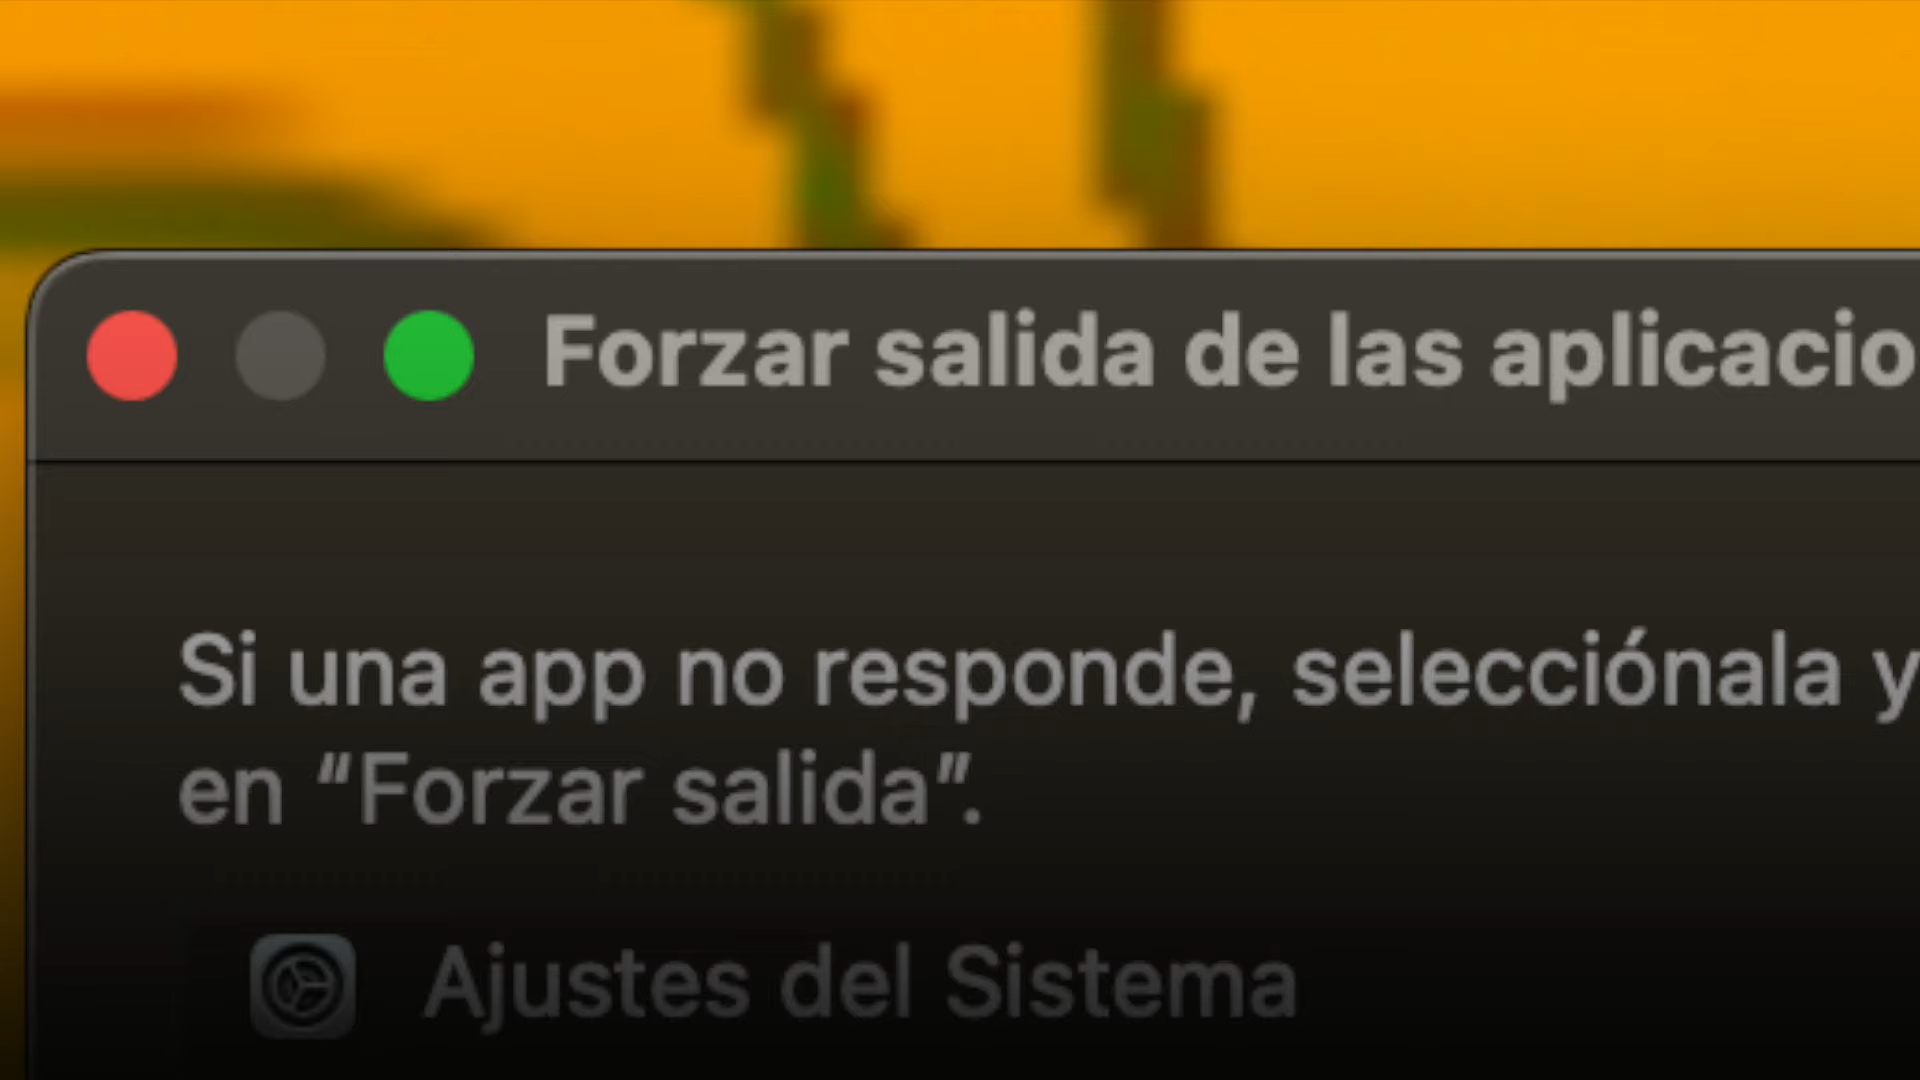 Forzar salida de las aplicacio
Si una app no responde, selecciónala y
en “Forzar salida”.
Ajustes del Sistema